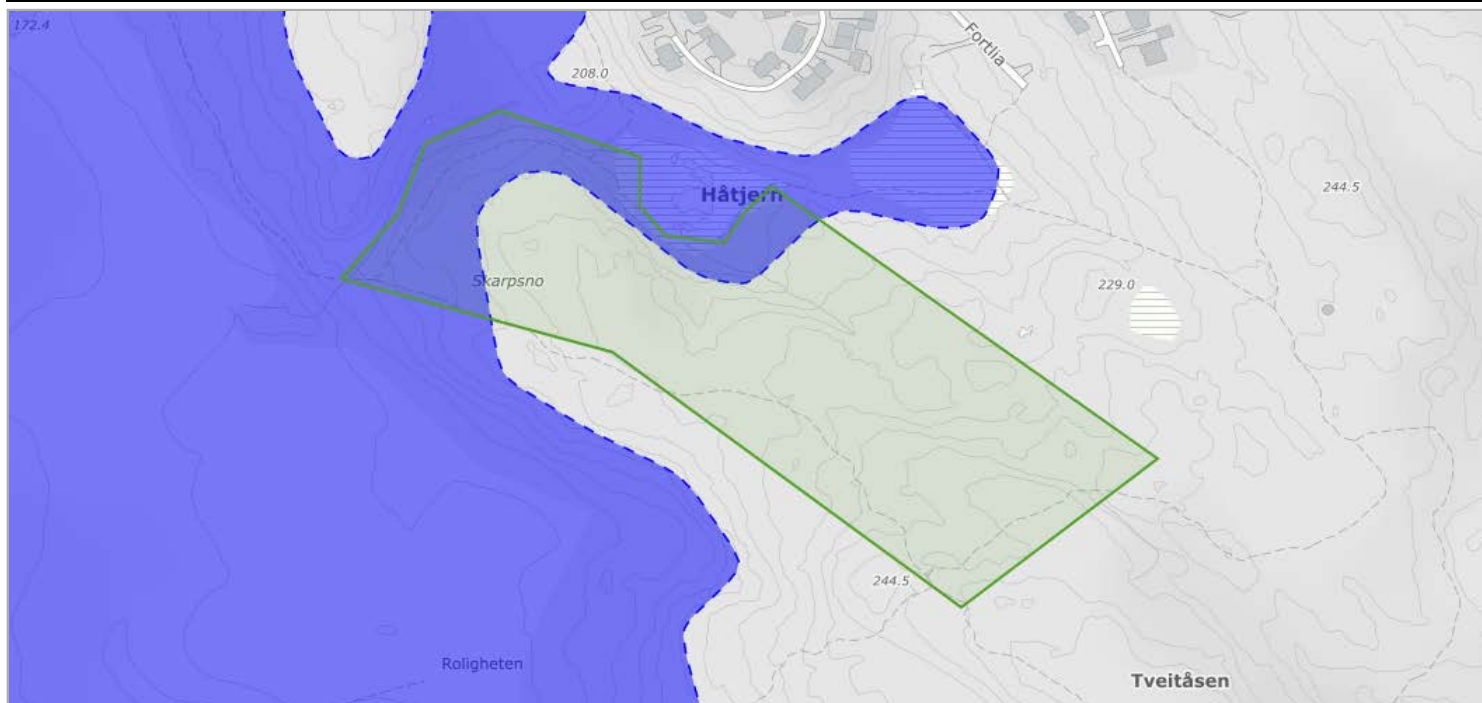 172.4
Fortlia
208.0
Håtjern
244.5
Skarpsno
229.0
244.5
Roligheten
Tveitåsen